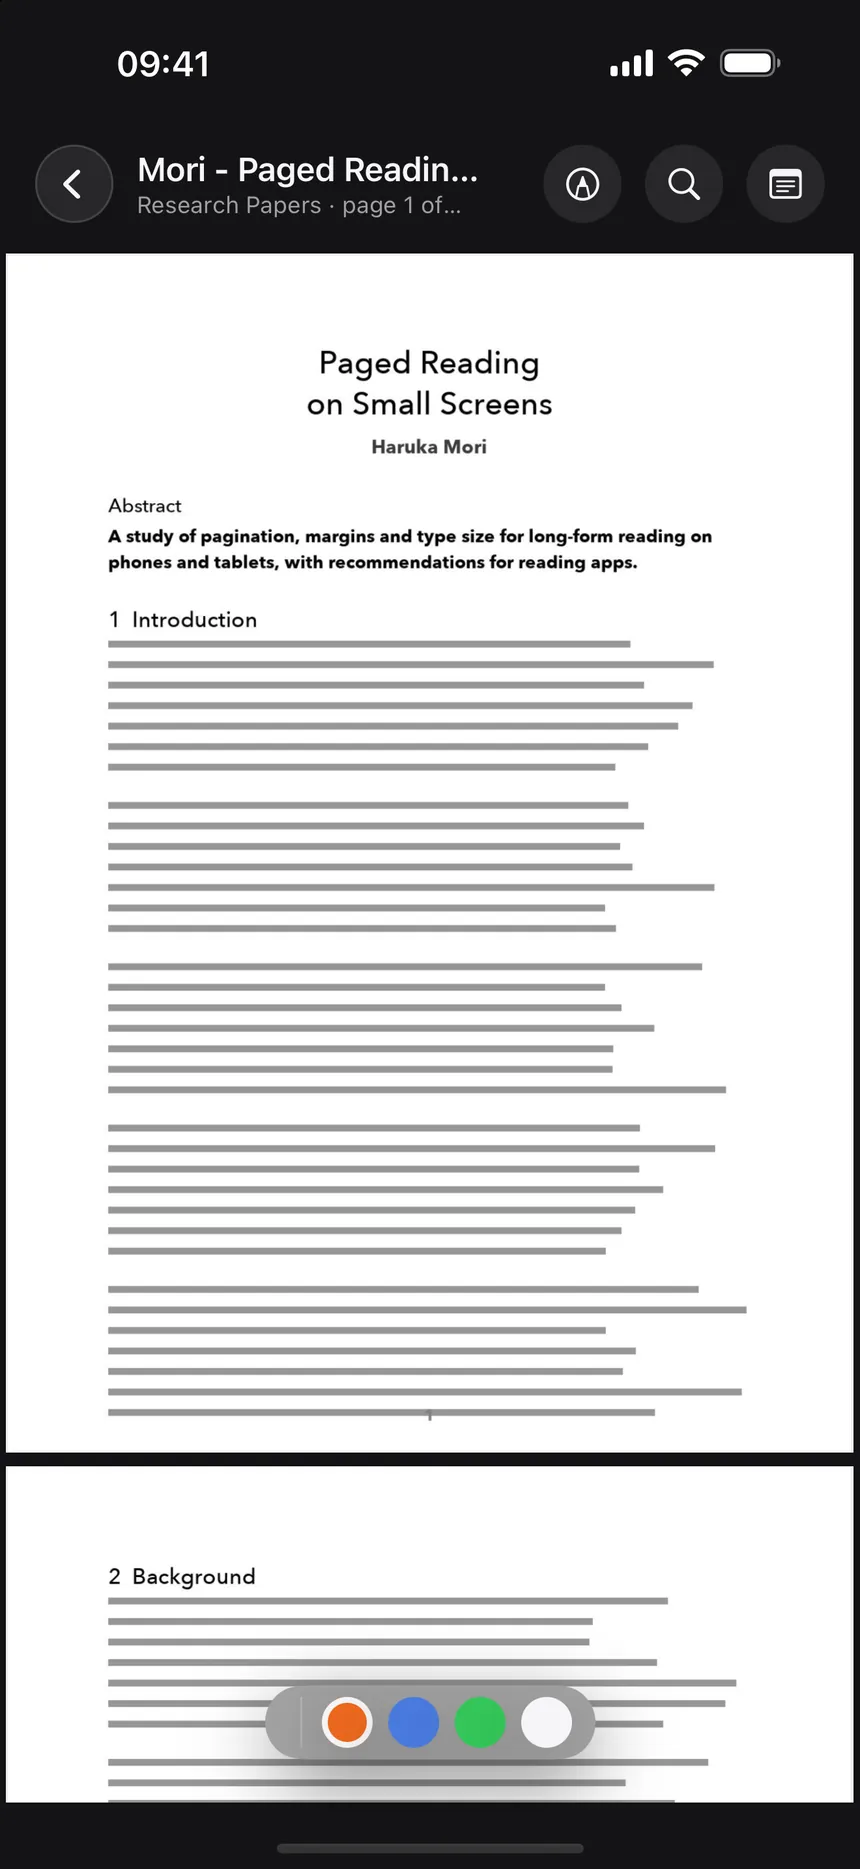 09:41
Mori - Paged Readin...
Research Papers · page 1 of...
Paged Reading
on Small Screens
Haruka Mori
Abstract
A study of pagination, margins and type size for long-form reading on
phones and tablets, with recommendations for reading apps.
1 Introduction
1
2 Background